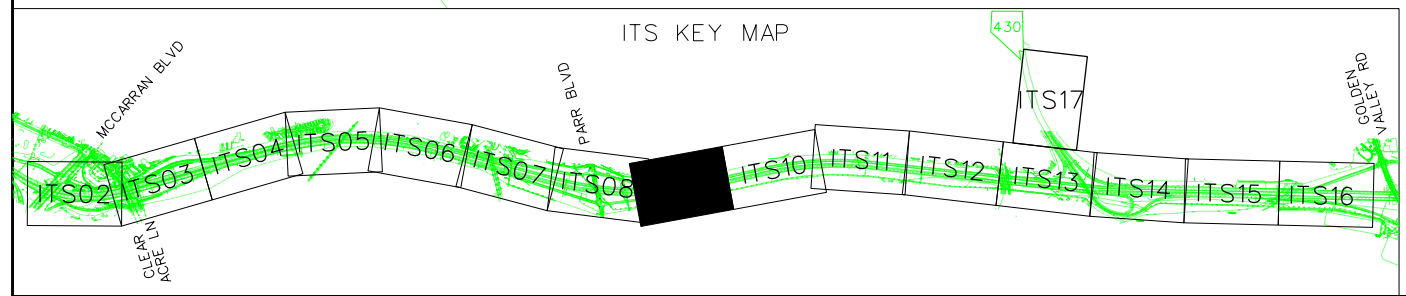 ITS KEY MAP
430
MCCARRAN BLVD
PARR BLVD
GOLDEN
VALLEY RD
ITS17
ITS02
ITS03
ITS04
ITS05
ITS06
ITS07
ITS08
ITS10
ITS11
ITS12
ITS13
ITS14
ITS15
ITS16
CLEAR
ACRE LN